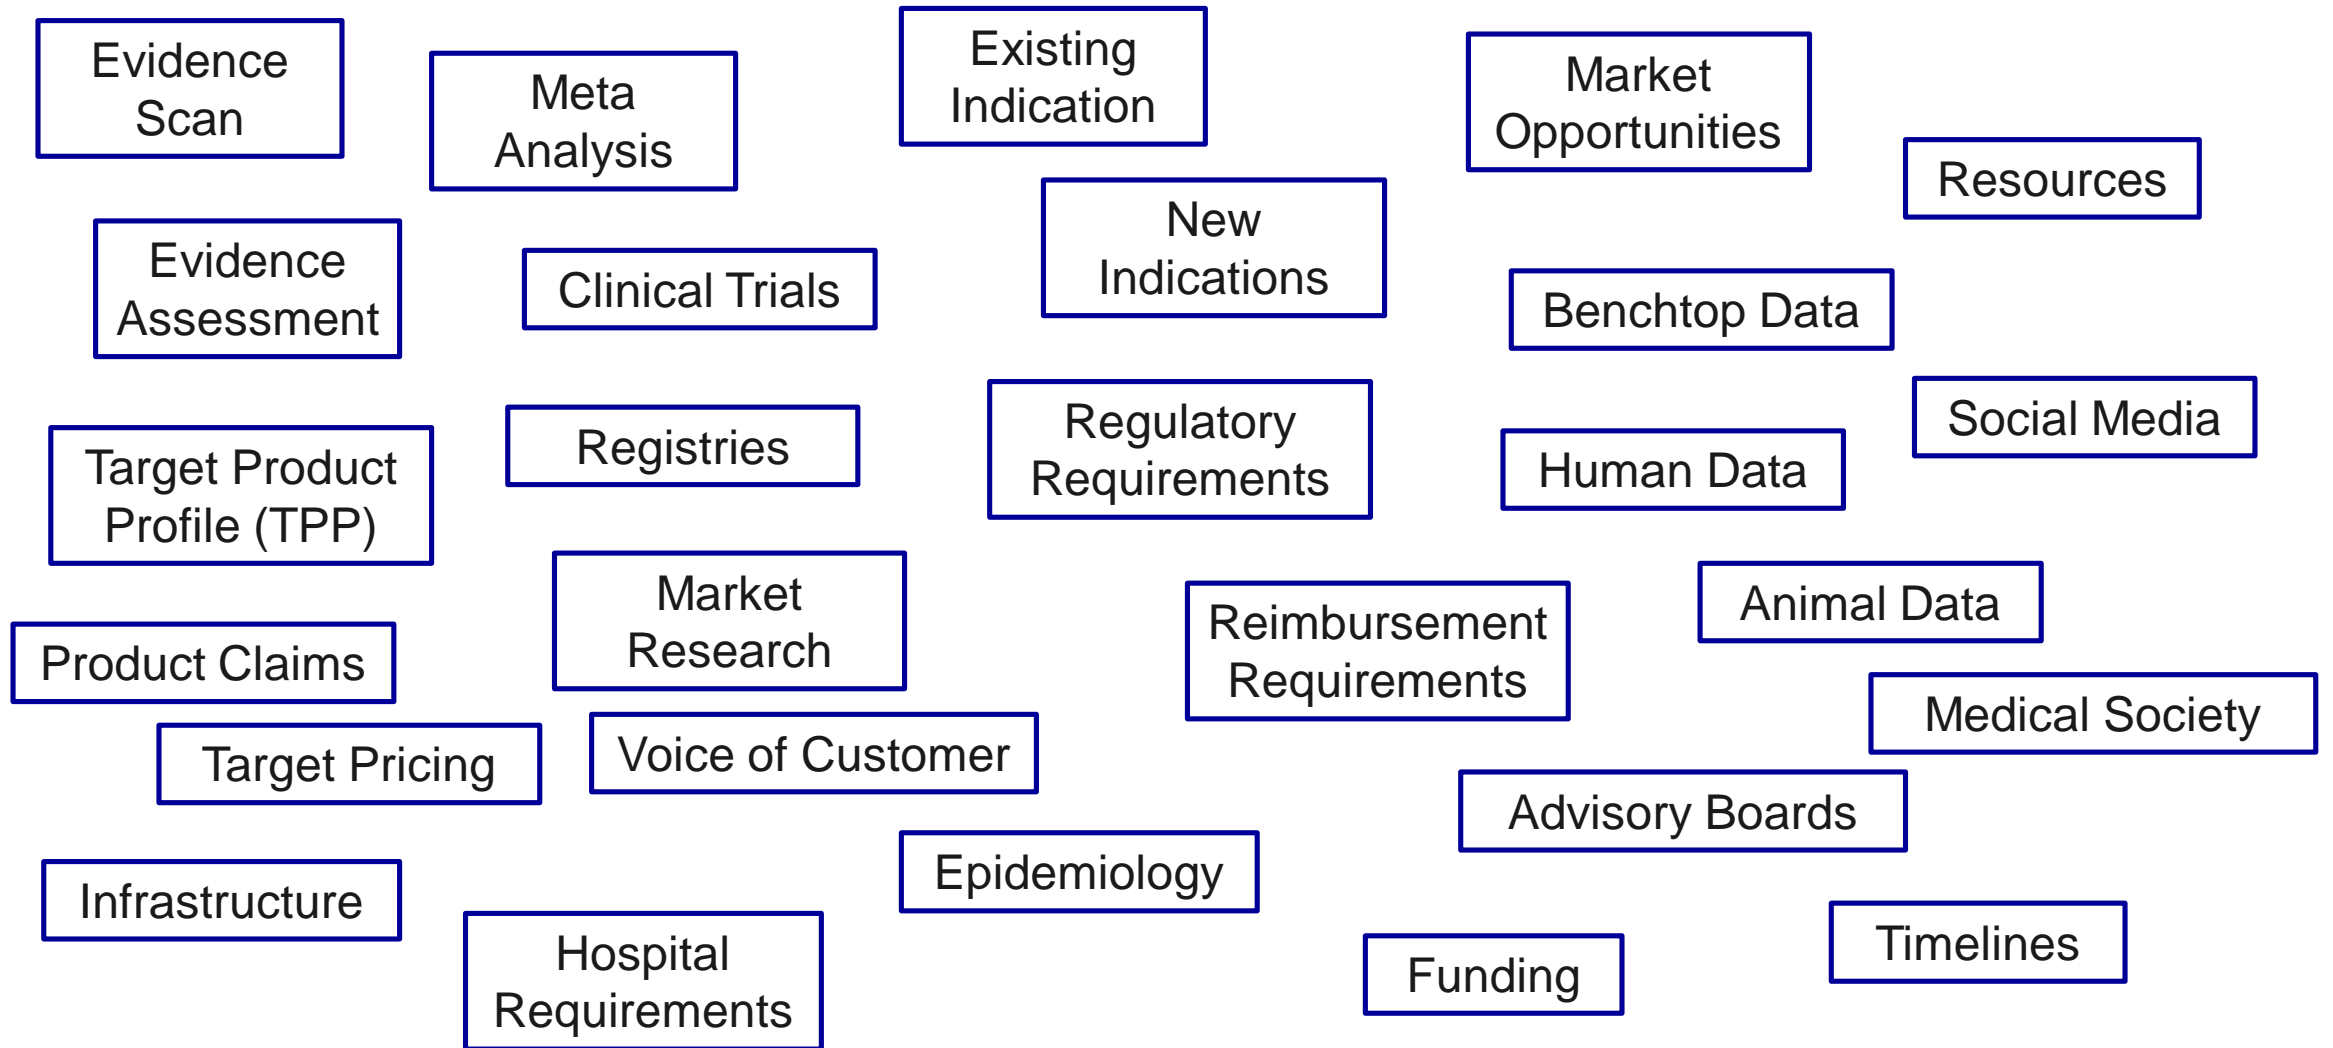 Evidence
Scan
Meta
Analysis
Existing
Indication
Market
Opportunities
Resources
Evidence
Assessment
Clinical Trials
New
Indications
Benchtop Data
Target Product
Profile (TPP)
Registries
Regulatory
Requirements
Human Data
Social Media
Product Claims
Market
Research
Reimbursement
Requirements
Animal Data
Medical Society
Target Pricing
Voice of Customer
Advisory Boards
Infrastructure
Hospital
Requirements
Epidemiology
Funding
Timelines